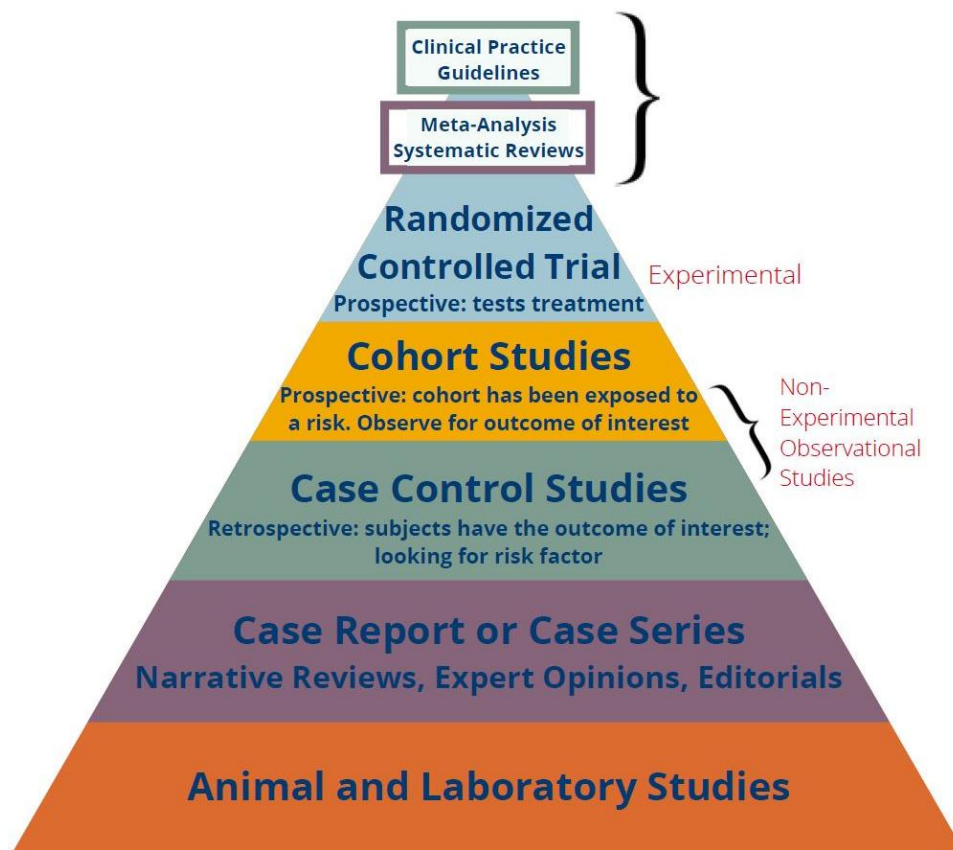 Clinical Practice
Guidelines
Meta-Analysis
Systematic Reviews
Randomized
Controlled Trial
Prospective: tests treatment
Experimental
Cohort Studies
Prospective: cohort has been exposed to
a risk. Observe for outcome of interest
Non-
Experimental
Observational
Studies
Case Control Studies
Retrospective: subjects have the outcome of interest;
looking for risk factor
Case Report or Case Series
Narrative Reviews, Expert Opinions, Editorials
Animal and Laboratory Studies